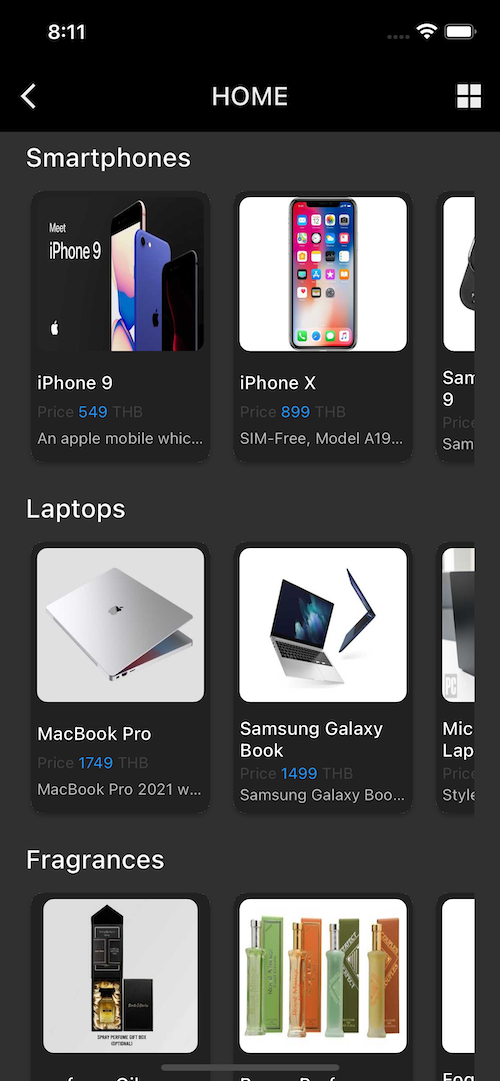 8:11
HOME
Smartphones
Meet
iPhone 9
iPhone 9
Price 549 THB
An apple mobile whic...
iPhone X
Price 899 THB
SIM-Free, Model A19...
Sam
9
Price
Sam
Laptops
MacBook Pro
Price 1749 THB
MacBook Pro 2021 w...
Samsung Galaxy
Book
Price 1499 THB
Samsung Galaxy Boo...
PC
Mic
Lap
Price
Style
Fragrances
SPRAY PERFUME GIFT BOX
(OPTIONAL)